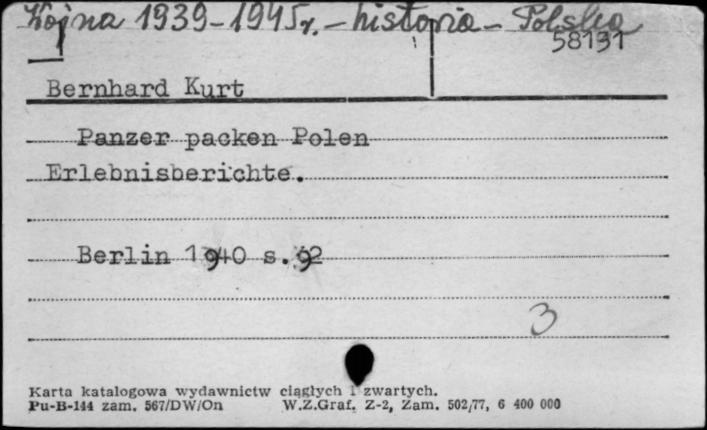 Wojna 1939-1945r. - historia - Polska
58131
Bernhard Kurt
Panzer packen Polen
Erlebnisberichte.
Berlin 1940 s. 92
3
Karta katalogowa wydawnictw ciągłych i zwartych.
Pu-B-144 zam. 567/DW/On W.Z.Graf. Z-2, Zam. 502/77, 6 400 000